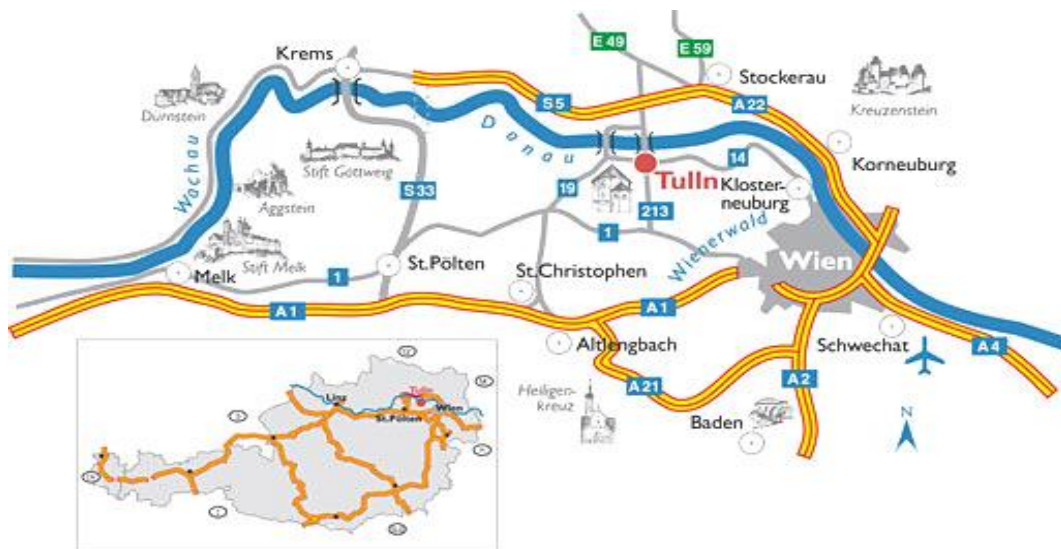 E 49
E 59
Krems
Stockerau
Dürnstein
S5
A 22
Kreuzenstein
Donau
Korneuburg
Wachau
Stift Göttweig
14
Tulln
Kloster-
neuburg
Aggstein
S33
19
213
1
Wienerwald
Wien
Stift Melk
St.Pölten
Melk
1
St.Christophen
A 1
A 1
Altlengbach
Schwechat
A 4
A 21
A 2
Heiligen-
kreuz
Baden
N
Linz
Tulln
Wien
St.Pölten